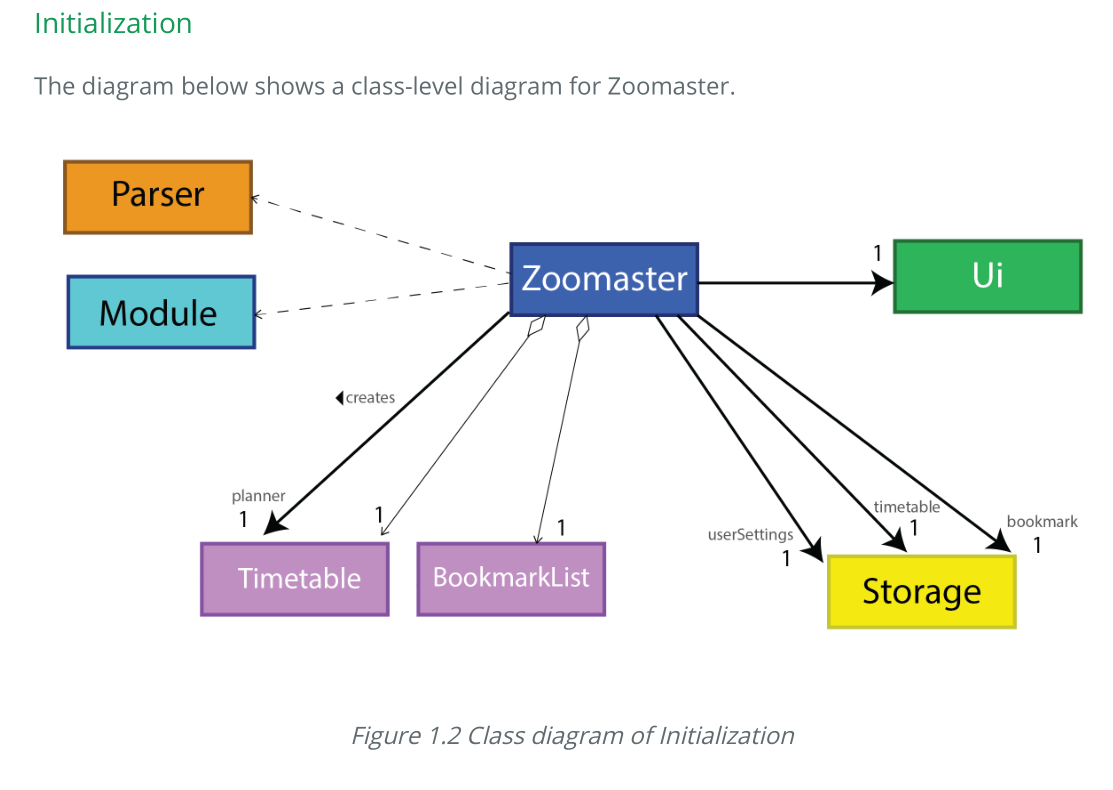 Initialization
The diagram below shows a class-level diagram for Zoomaster.
Parser
Module
Zoomaster
1
Ui
creates
planner
1
1
1
userSettings
1
timetable
1
bookmark
1
Timetable
BookmarkList
Storage
Figure 1.2 Class diagram of Initialization